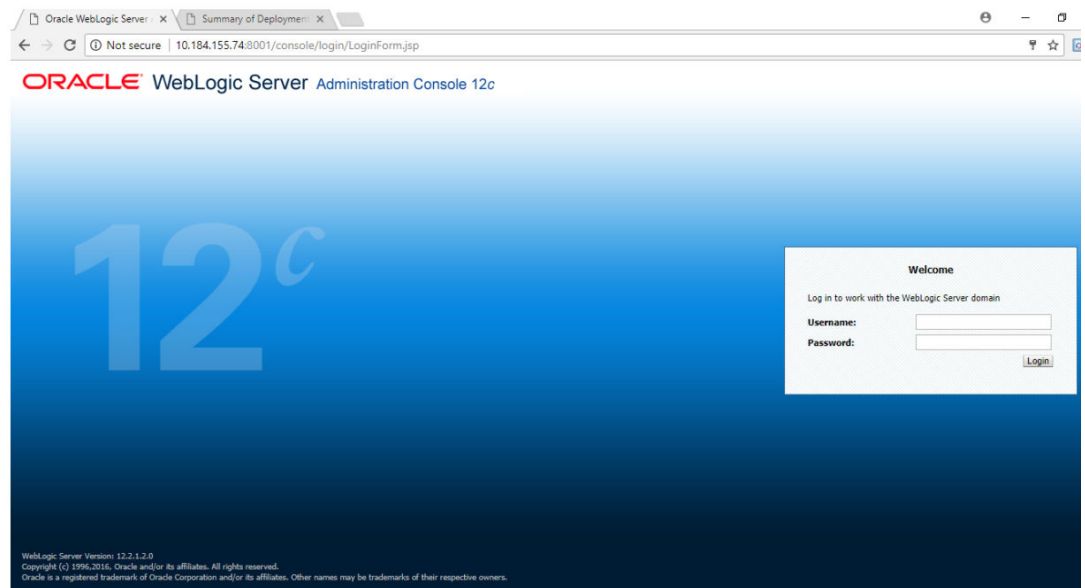 Oracle WebLogic Server
Summary of Deployment
Not secure | 10.184.155.74:8001/console/login/LoginForm.jsp
ORACLE WebLogic Server Administration Console 12c
12c
Welcome
Log in to work with the WebLogic Server domain
Username:
Password:
Login
WebLogic Server Version: 12.2.1.2.0
Copyright (c) 1996,2016, Oracle and/or its affiliates. All rights reserved.
Oracle is a registered trademark of Oracle Corporation and/or its affiliates. Other names may be trademarks of their respective owners.